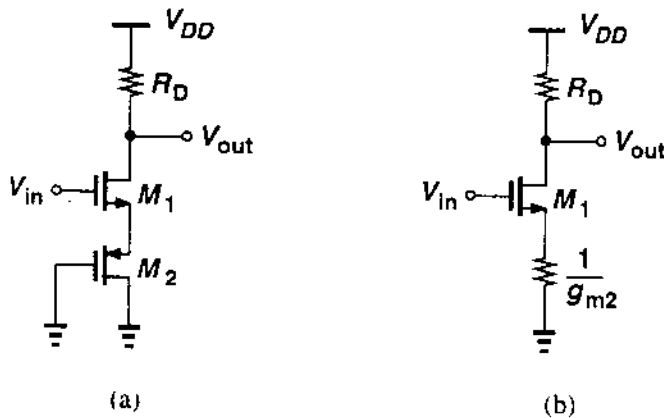 V_DD
R_D
V_out
V_in
M_1
M_2
(a)
V_DD
R_D
V_out
V_in
M_1
1
g_m2
(b)